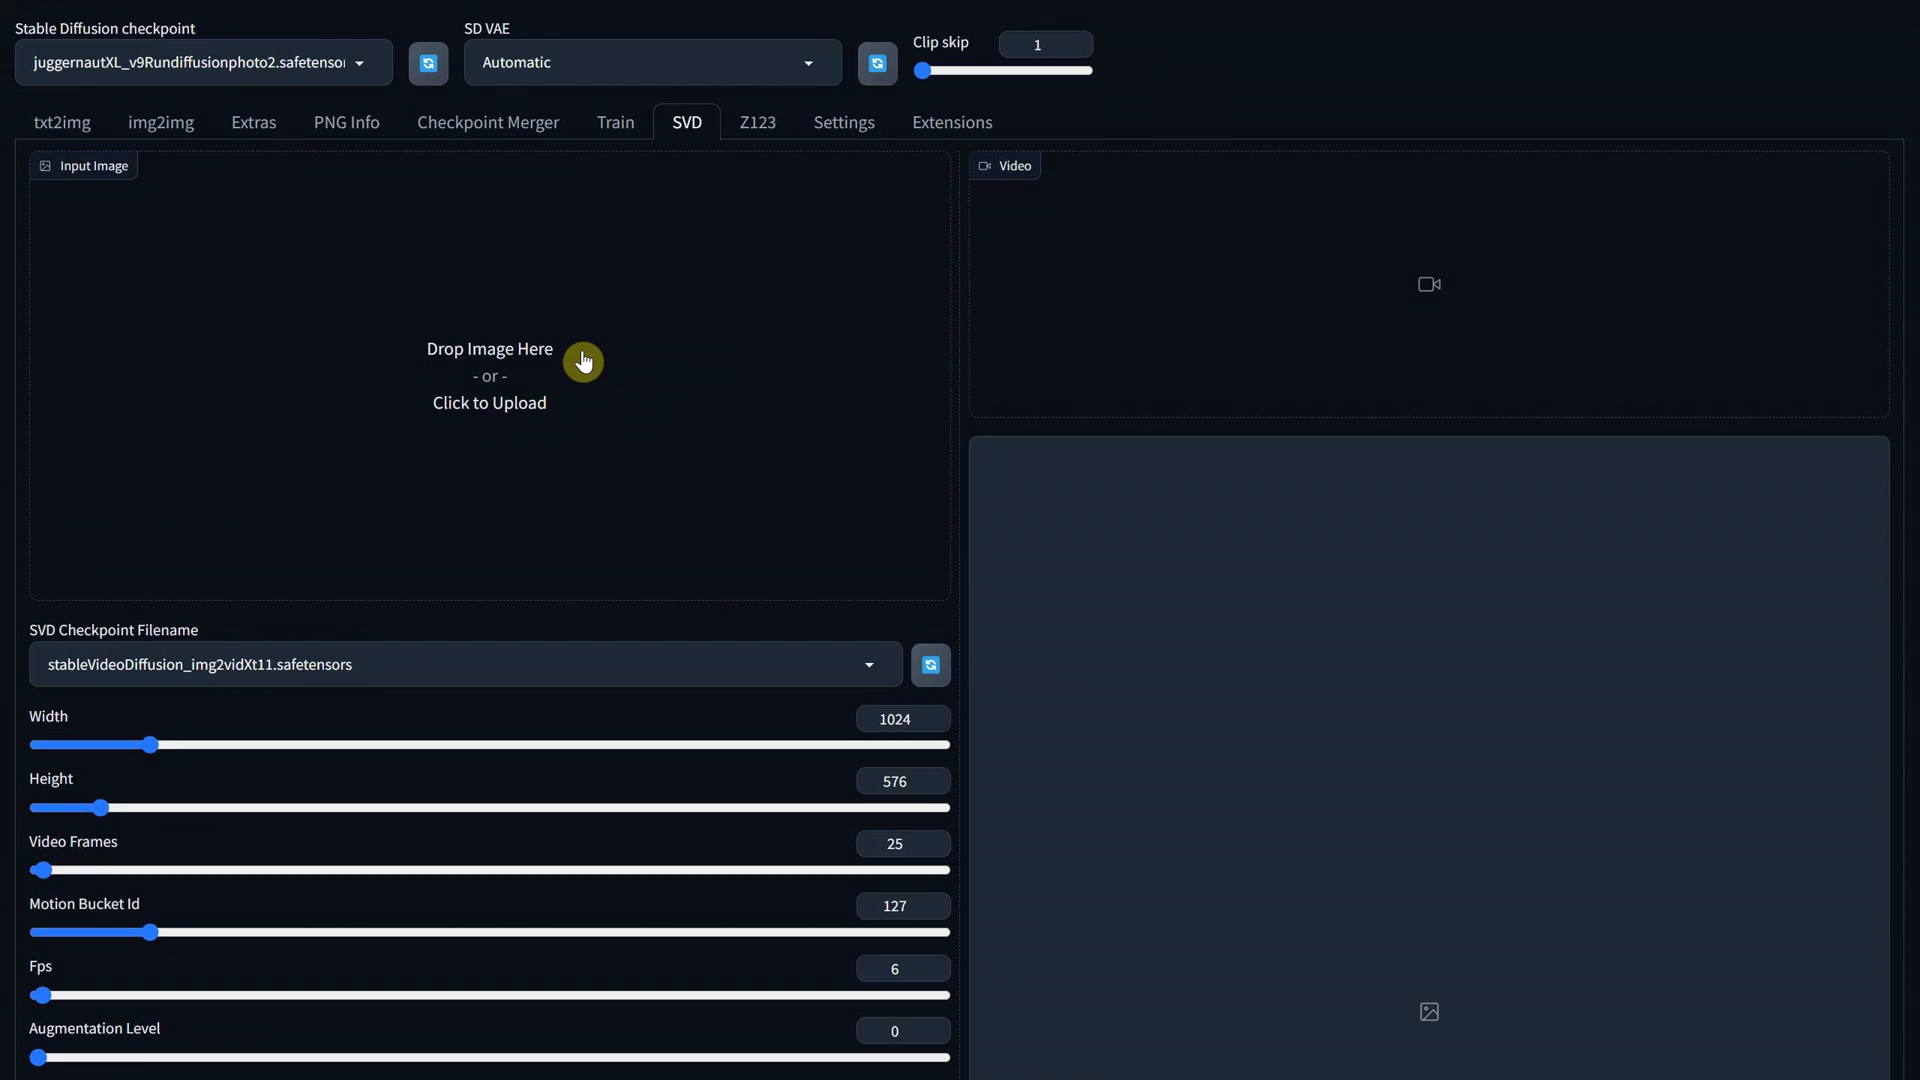 Stable Diffusion checkpoint
SD VAE
juggernautXL_v9Rundiffusionphoto2.safetensor
Automatic
Clip skip
1
txt2img
img2img
Extras
PNG Info
Checkpoint Merger
Train
SVD
Z123
Settings
Extensions
Input Image
Video
Drop Image Here
- or -
Click to Upload
SVD Checkpoint Filename
stableVideoDiffusion_img2vidXt11.safetensors
Width
1024
Height
576
Video Frames
25
Motion Bucket Id
127
Fps
6
Augmentation Level
0